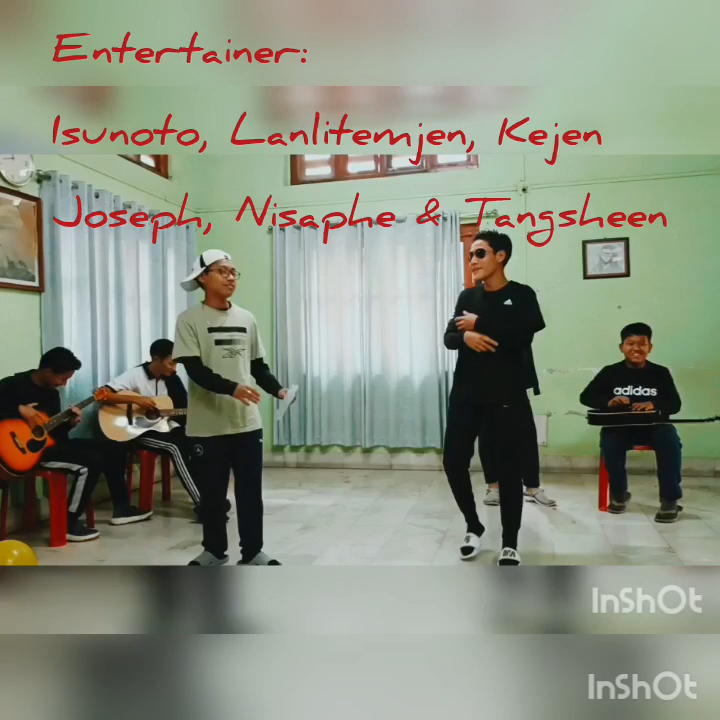 Entertainer:
Isunoto, Lanlitemjen, Kejen
Joseph, Nisaphe & Tangsheen
adidas
InShOt
InShOt